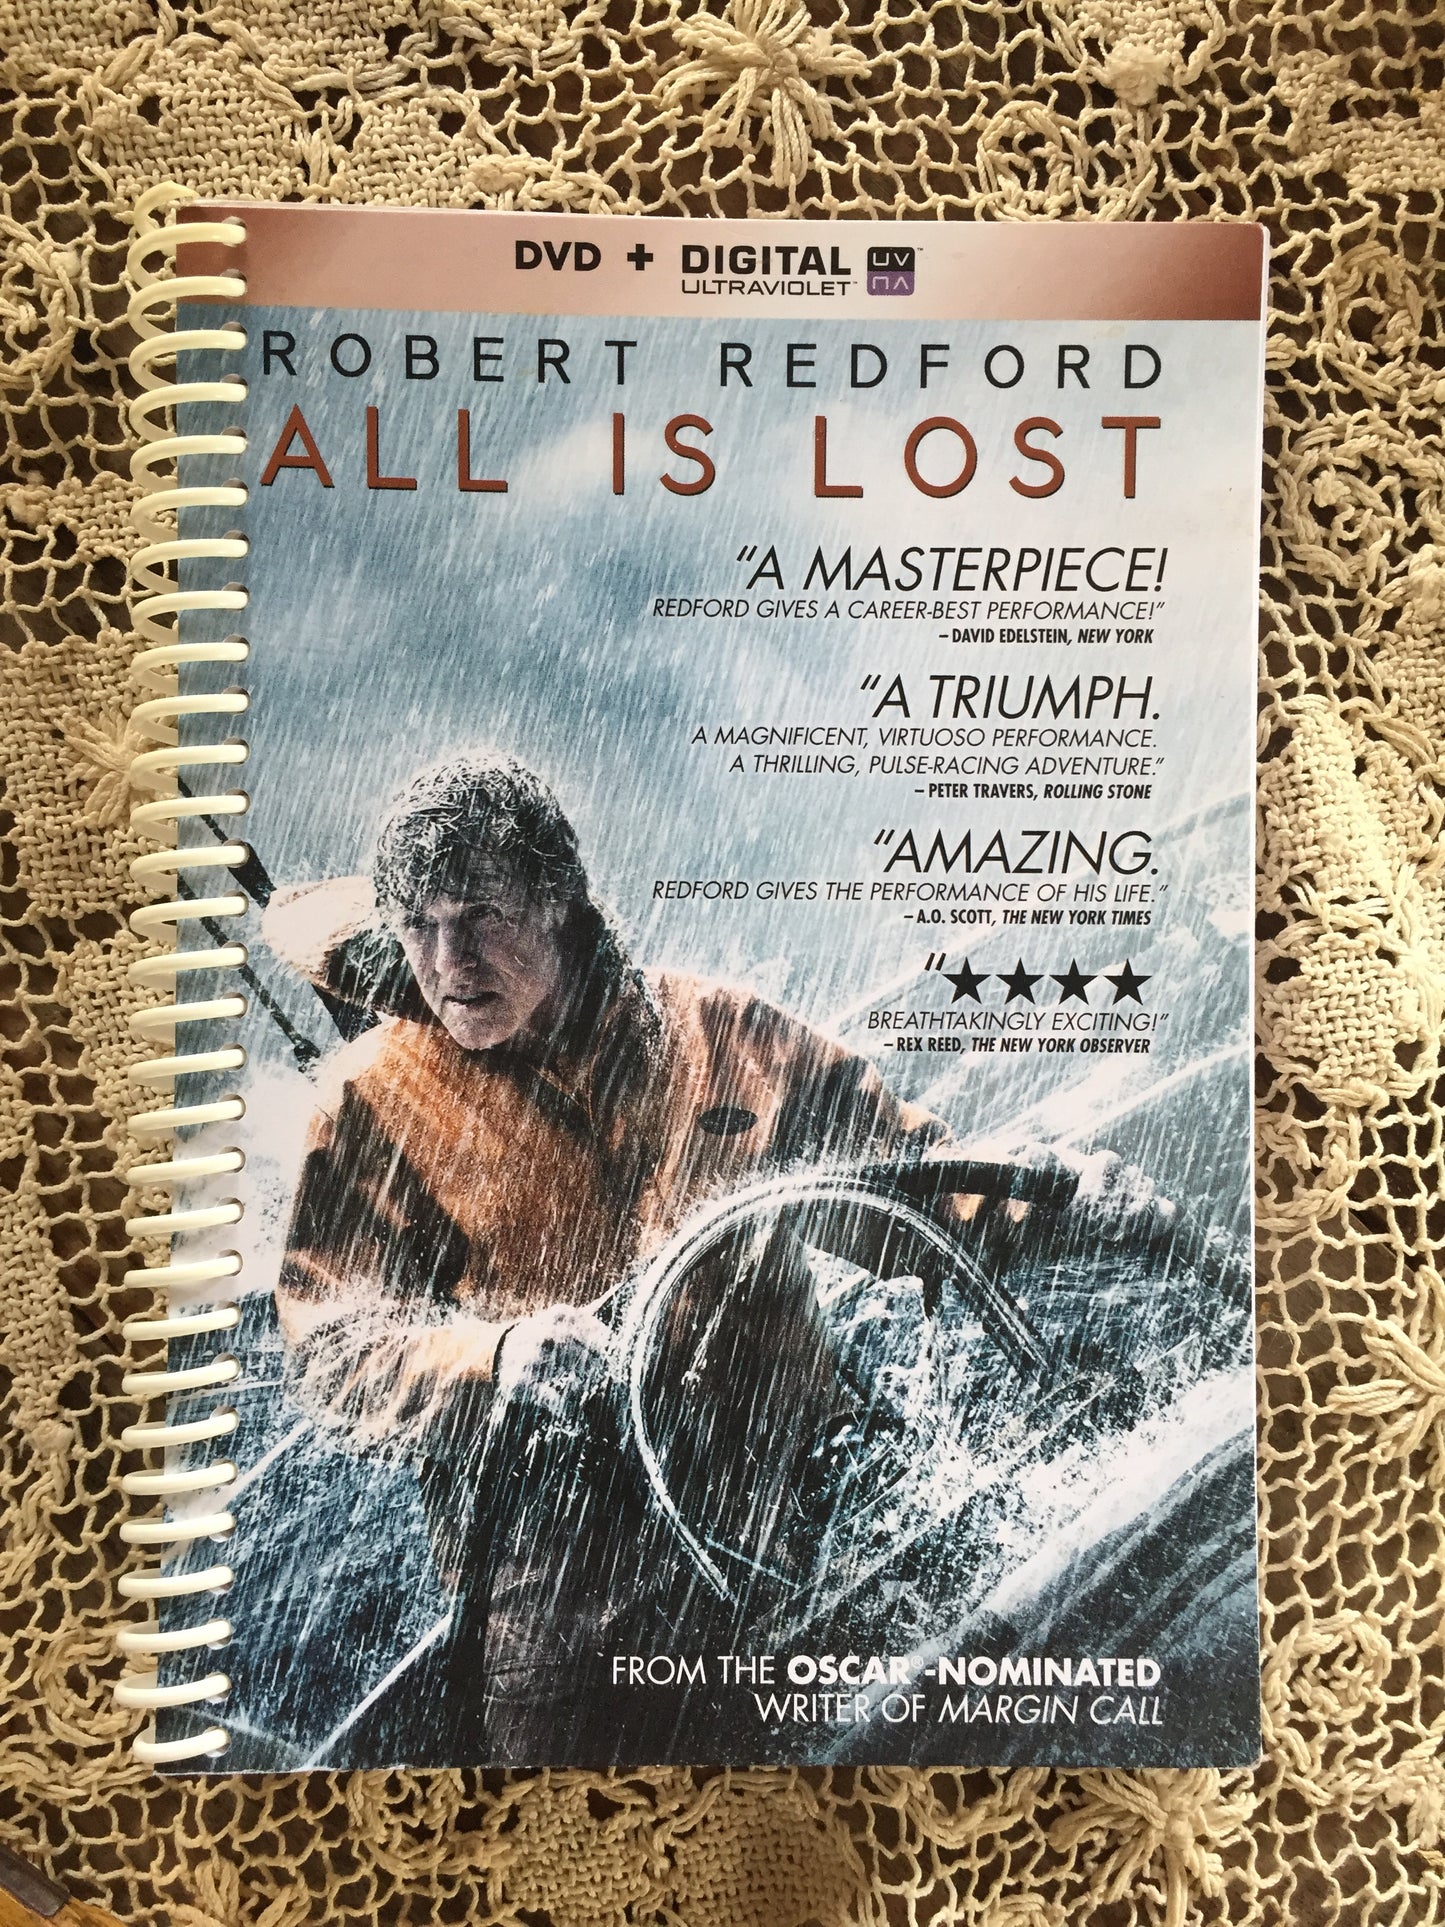 DVD + DIGITAL UV
ULTRAVIOLET™ UV ™
ROBERT REDFORD
ALL IS LOST
“A MASTERPIECE!
REDFORD GIVES A CAREER-BEST PERFORMANCE!”
– DAVID EDELSTEIN, NEW YORK
“A TRIUMPH.
A MAGNIFICENT, VIRTUOSO PERFORMANCE.
A THRILLING, PULSE-RACING ADVENTURE.”
– PETER TRAVERS, ROLLING STONE
“AMAZING.
REDFORD GIVES THE PERFORMANCE OF HIS LIFE.”
– A.O. SCOTT, THE NEW YORK TIMES
“★★★★
BREATHTAKINGLY EXCITING!”
– REX REED, THE NEW YORK OBSERVER
FROM THE OSCAR®-NOMINATED
WRITER OF MARGIN CALL